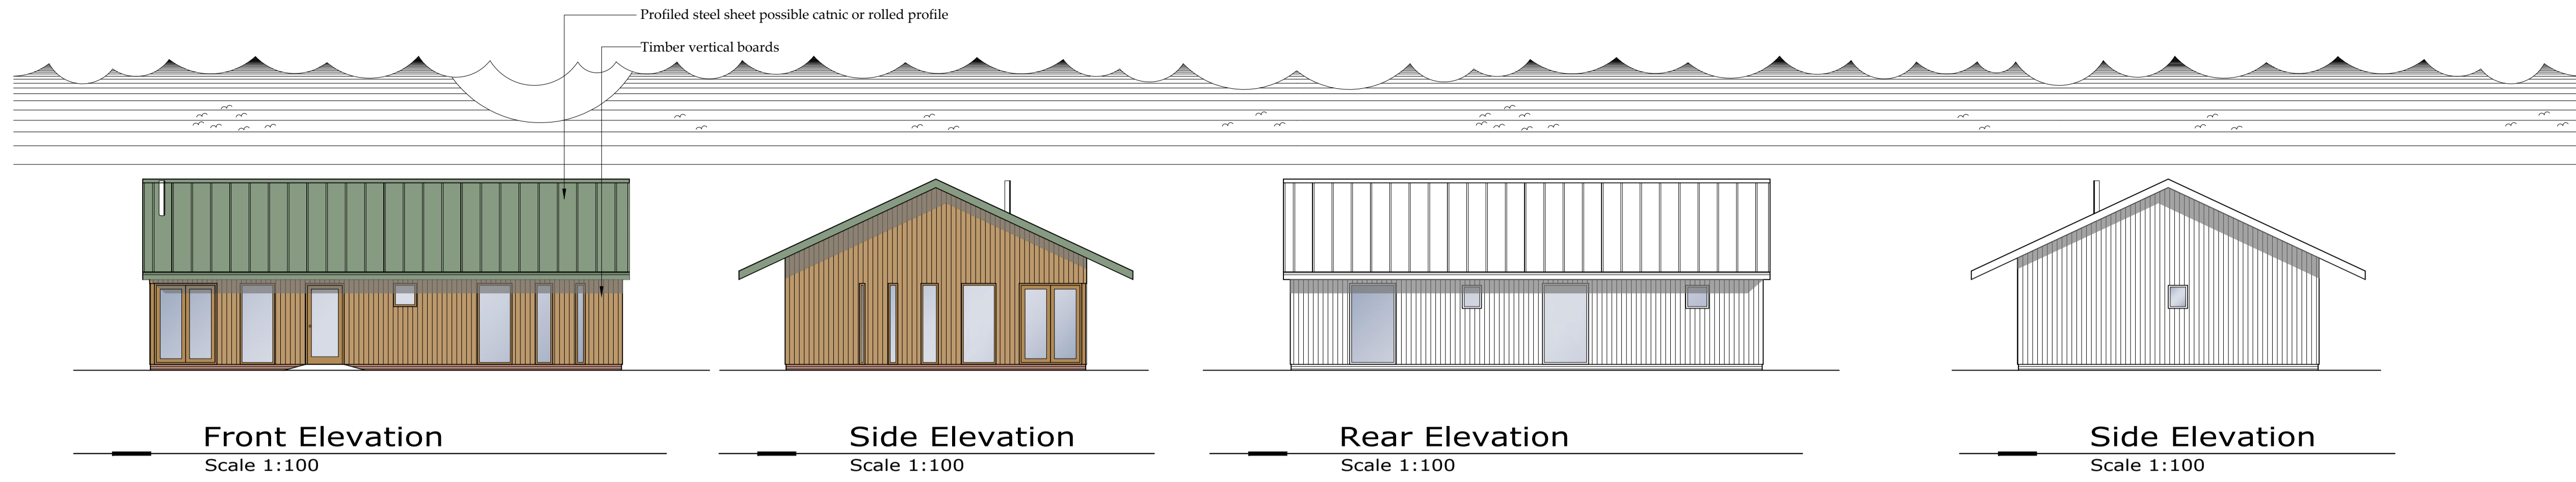 Profiled steel sheet possible catnic or rolled profile
Timber vertical boards
Front Elevation
Scale 1:100
Side Elevation
Scale 1:100
Rear Elevation
Scale 1:100
Side Elevation
Scale 1:100